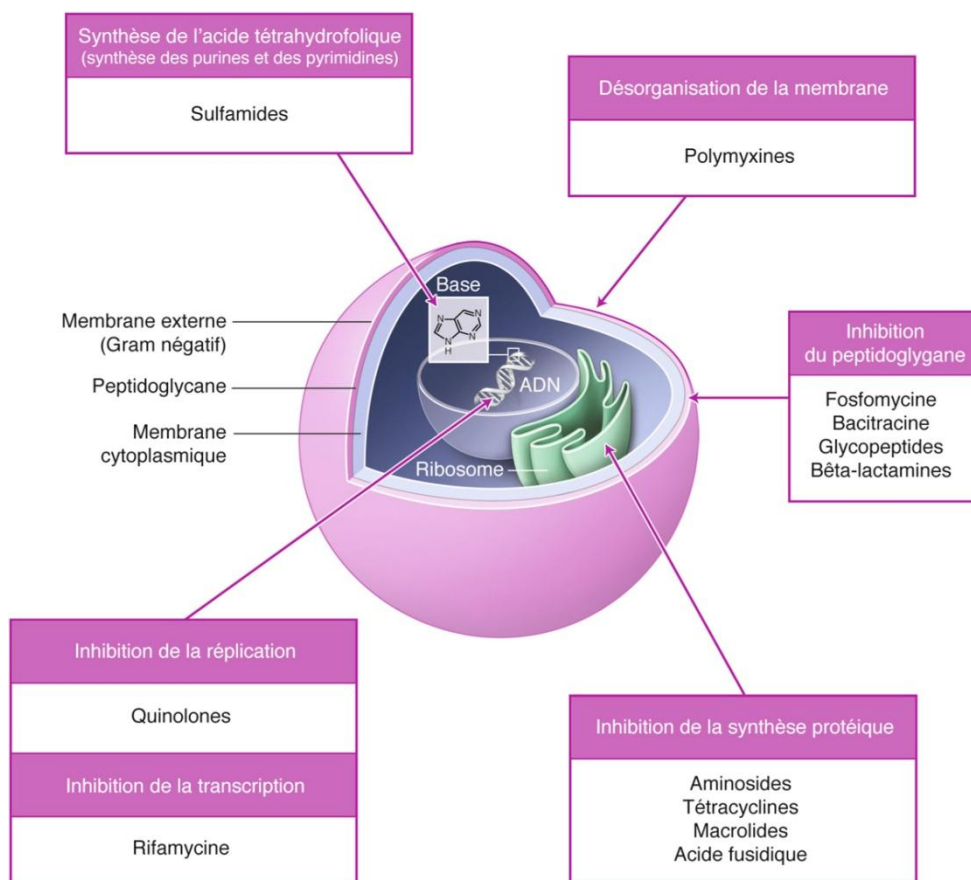 Synthèse de l'acide tétrahydrofolique
(synthèse des purines et des pyrimidines)
Sulfamides
Désorganisation de la membrane
Polymyxines
Base
N
N
N
N
H
ADN
Ribosome
Membrane externe
(Gram négatif)
Peptidoglycane
Membrane
cytoplasmique
Inhibition
du peptidoglygane
Fosfomycine
Bacitracine
Glycopeptides
Bêta-lactamines
Inhibition de la réplication
Quinolones
Inhibition de la transcription
Rifamycine
Inhibition de la synthèse protéique
Aminosides
Tétracyclines
Macrolides
Acide fusidique